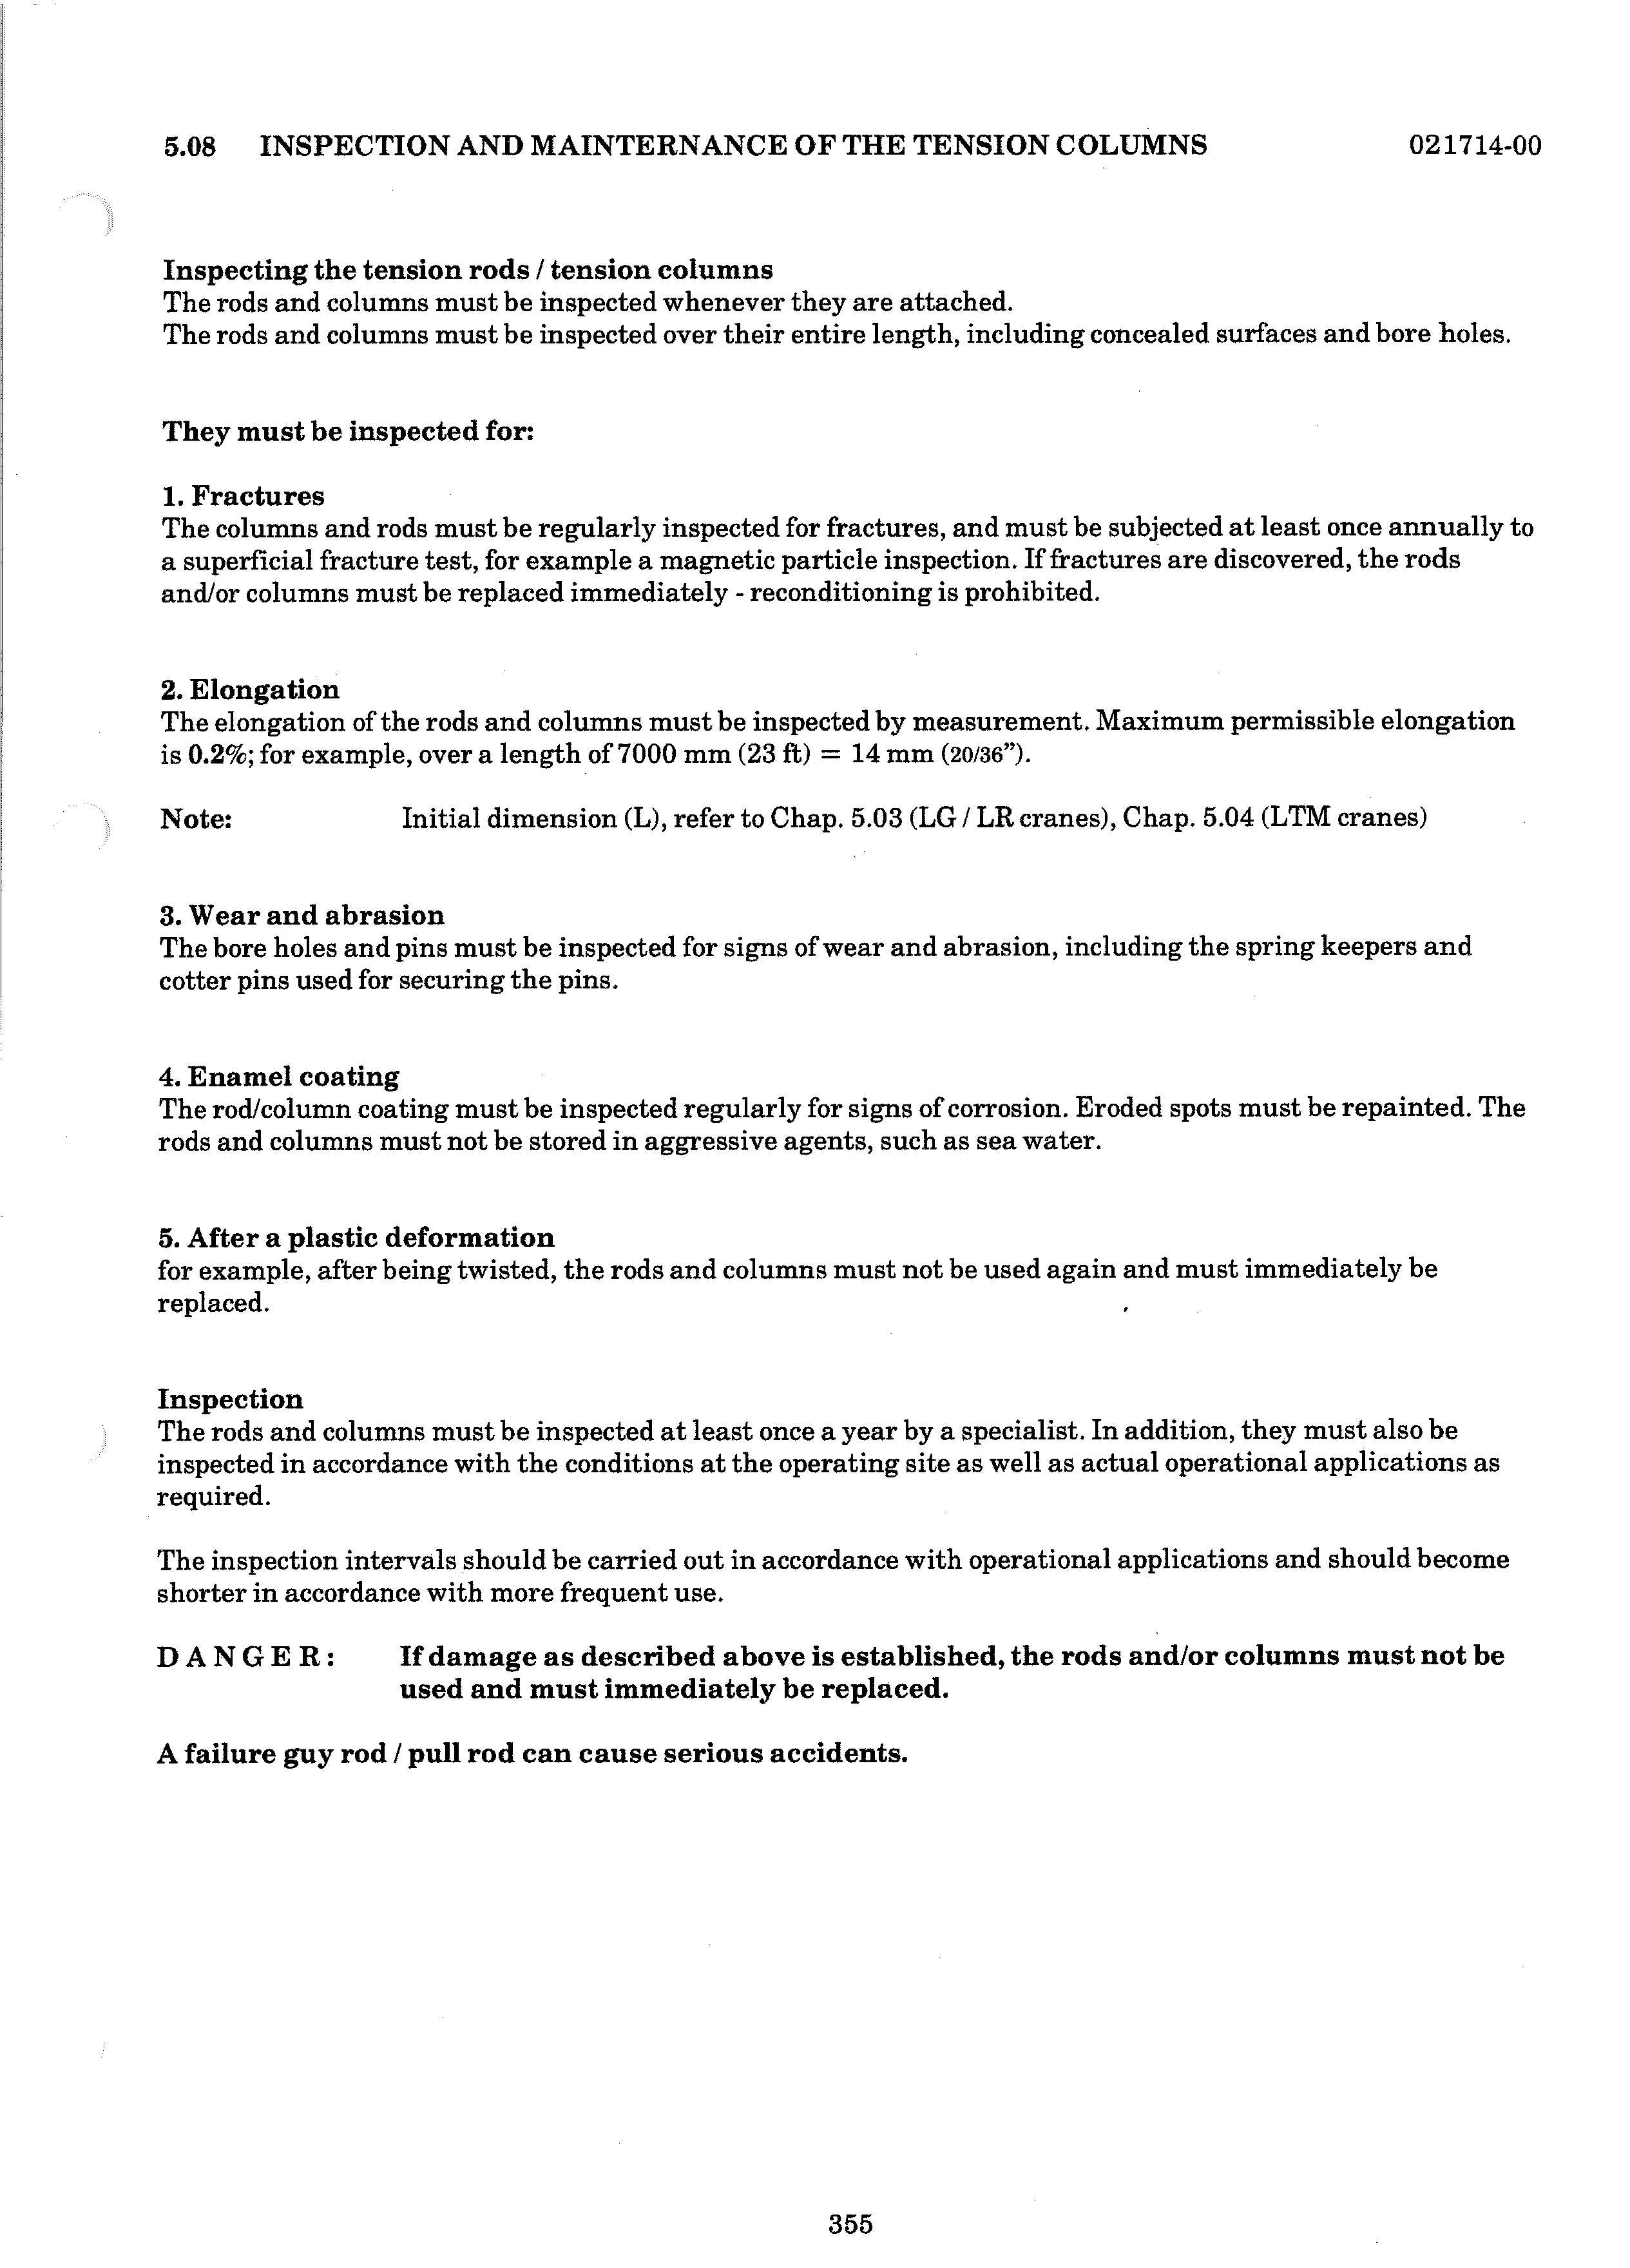 5.08 INSPECTION AND MAINTERNANCE OF THE TENSION COLUMNS 021714-00
Inspecting the tension rods / tension columns
The rods and columns must be inspected whenever they are attached.
The rods and columns must be inspected over their entire length, including concealed surfaces and bore holes.
They must be inspected for:
1. Fractures
The columns and rods must be regularly inspected for fractures, and must be subjected at least once annually to
a superficial fracture test, for example a magnetic particle inspection. If fractures are discovered, the rods
and/or columns must be replaced immediately - reconditioning is prohibited.
2. Elongation
The elongation of the rods and columns must be inspected by measurement. Maximum permissible elongation
is 0.2%; for example, over a length of 7000 mm (23 ft) = 14 mm (20/36”).
Note: Initial dimension (L), refer to Chap. 5.03 (LG / LR cranes), Chap. 5.04 (LTM cranes)
3. Wear and abrasion
The bore holes and pins must be inspected for signs of wear and abrasion, including the spring keepers and
cotter pins used for securing the pins.
4. Enamel coating
The rod/column coating must be inspected regularly for signs of corrosion. Eroded spots must be repainted. The
rods and columns must not be stored in aggressive agents, such as sea water.
5. After a plastic deformation
for example, after being twisted, the rods and columns must not be used again and must immediately be
replaced.
Inspection
The rods and columns must be inspected at least once a year by a specialist. In addition, they must also be
inspected in accordance with the conditions at the operating site as well as actual operational applications as
required.
The inspection intervals should be carried out in accordance with operational applications and should become
shorter in accordance with more frequent use.
D A N G E R : If damage as described above is established, the rods and/or columns must not be
used and must immediately be replaced.
A failure guy rod / pull rod can cause serious accidents.
355